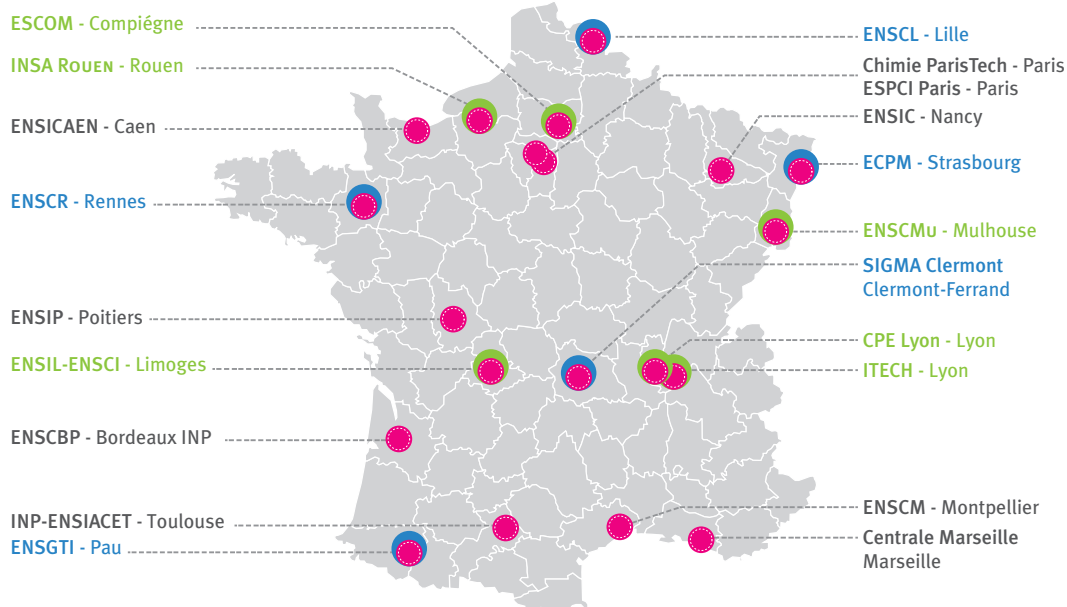 ESCOM - Compiégne
INSA ROUEN - Rouen
ENSICAEN - Caen
ENSCR - Rennes
ENSIP - Poitiers
ENSIL-ENSCI - Limoges
ENSCBP - Bordeaux INP
INP-ENSIACET - Toulouse
ENSGTI - Pau
ENSCL - Lille
Chimie ParisTech - Paris
ESPCI Paris - Paris
ENSIC - Nancy
ECPM - Strasbourg
ENSCMU - Mulhouse
SIGMA Clermont
Clermont-Ferrand
CPE Lyon - Lyon
ITECH - Lyon
ENSCM - Montpellier
Centrale Marseille
Marseille